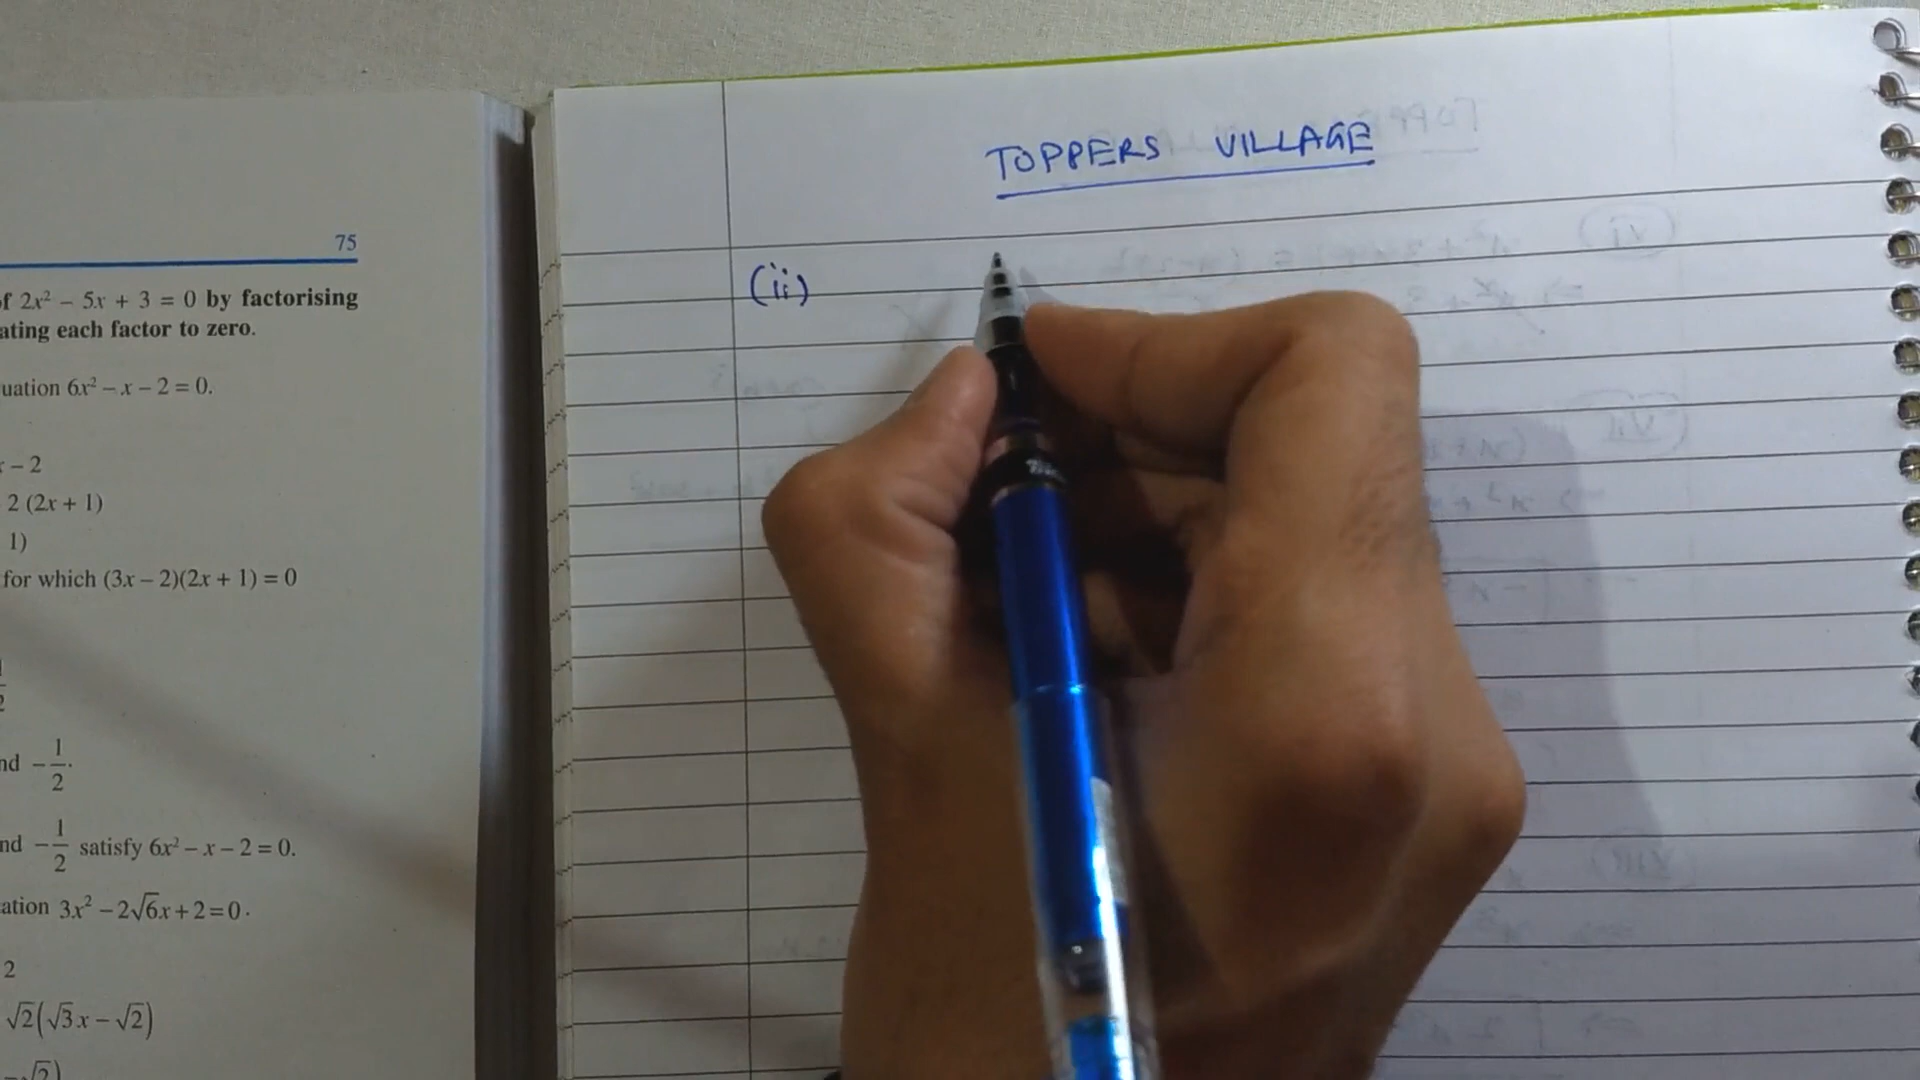 75
of 2x² – 5x + 3 = 0 by factorising
ating each factor to zero.
uation 6x² – x – 2 = 0.
– 2
2 (2x + 1)
1)
for which (3x – 2)(2x + 1) = 0
nd –1/2.
nd –1/2 satisfy 6x² – x – 2 = 0.
ation 3x² – 2√6x + 2 = 0.
2
√2(√3x – √2)
–√2)
TOPPERS VILLAGE
(ii)